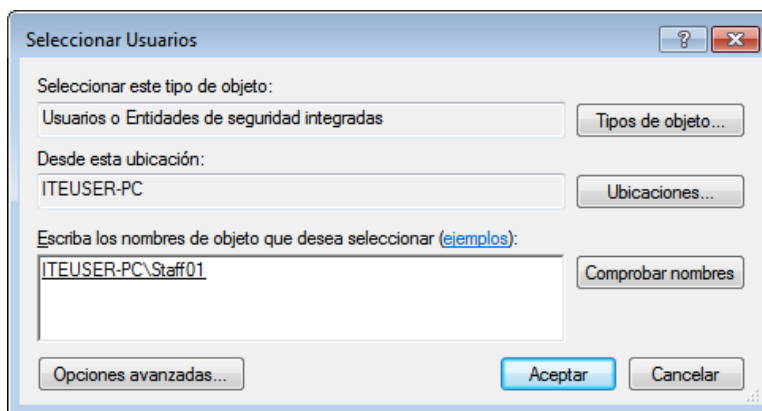 Seleccionar Usuarios
?
Seleccionar este tipo de objeto:
Usuarios o Entidades de seguridad integradas
Tipos de objeto...
Desde esta ubicación:
ITEUSER-PC
Ubicaciones...
Escriba los nombres de objeto que desea seleccionar (ejemplos):
ITEUSER-PC\Staff01
Comprobar nombres
Opciones avanzadas...
Aceptar
Cancelar